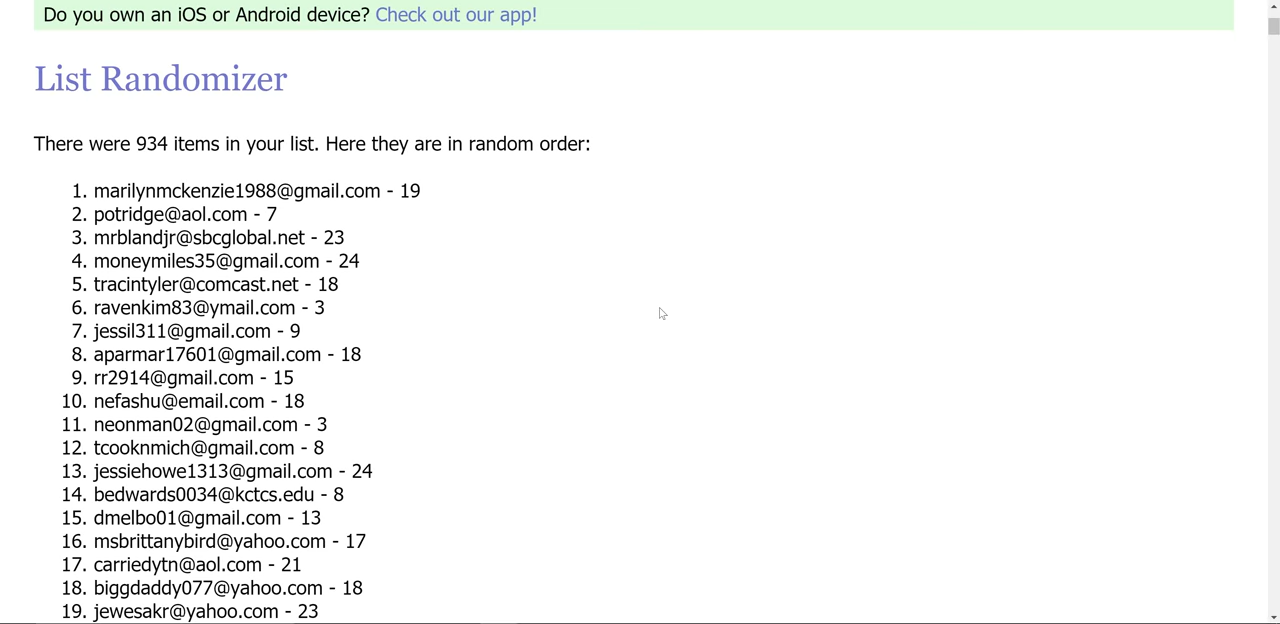 Do you own an iOS or Android device? Check out our app!
List Randomizer
There were 934 items in your list. Here they are in random order:
1. marilynmckenzie1988@gmail.com - 19
2. potridge@aol.com - 7
3. mrblandjr@sbcglobal.net - 23
4. moneymiles35@gmail.com - 24
5. tracintyler@comcast.net - 18
6. ravenkim83@ymail.com - 3
7. jessil311@gmail.com - 9
8. aparmar17601@gmail.com - 18
9. rr2914@gmail.com - 15
10. nefashu@email.com - 18
11. neonman02@gmail.com - 3
12. tcooknmich@gmail.com - 8
13. jessiehowe1313@gmail.com - 24
14. bedwards0034@kctcs.edu - 8
15. dmelbo01@gmail.com - 13
16. msbrittanybird@yahoo.com - 17
17. carriedytn@aol.com - 21
18. biggdaddy077@yahoo.com - 18
19. jewesakr@yahoo.com - 23